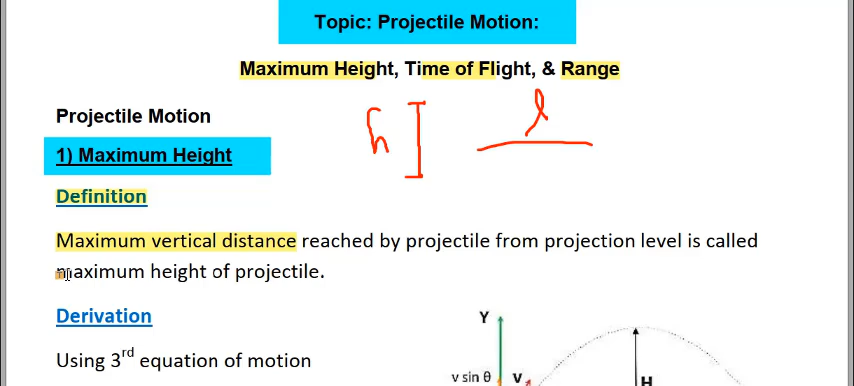 Topic: Projectile Motion:
Maximum Height, Time of Flight, & Range
Projectile Motion
h
l
1) Maximum Height
Definition
Maximum vertical distance reached by projectile from projection level is called
maximum height of projectile.
Derivation
Y
Using 3rd equation of motion
v sin θ
v
H